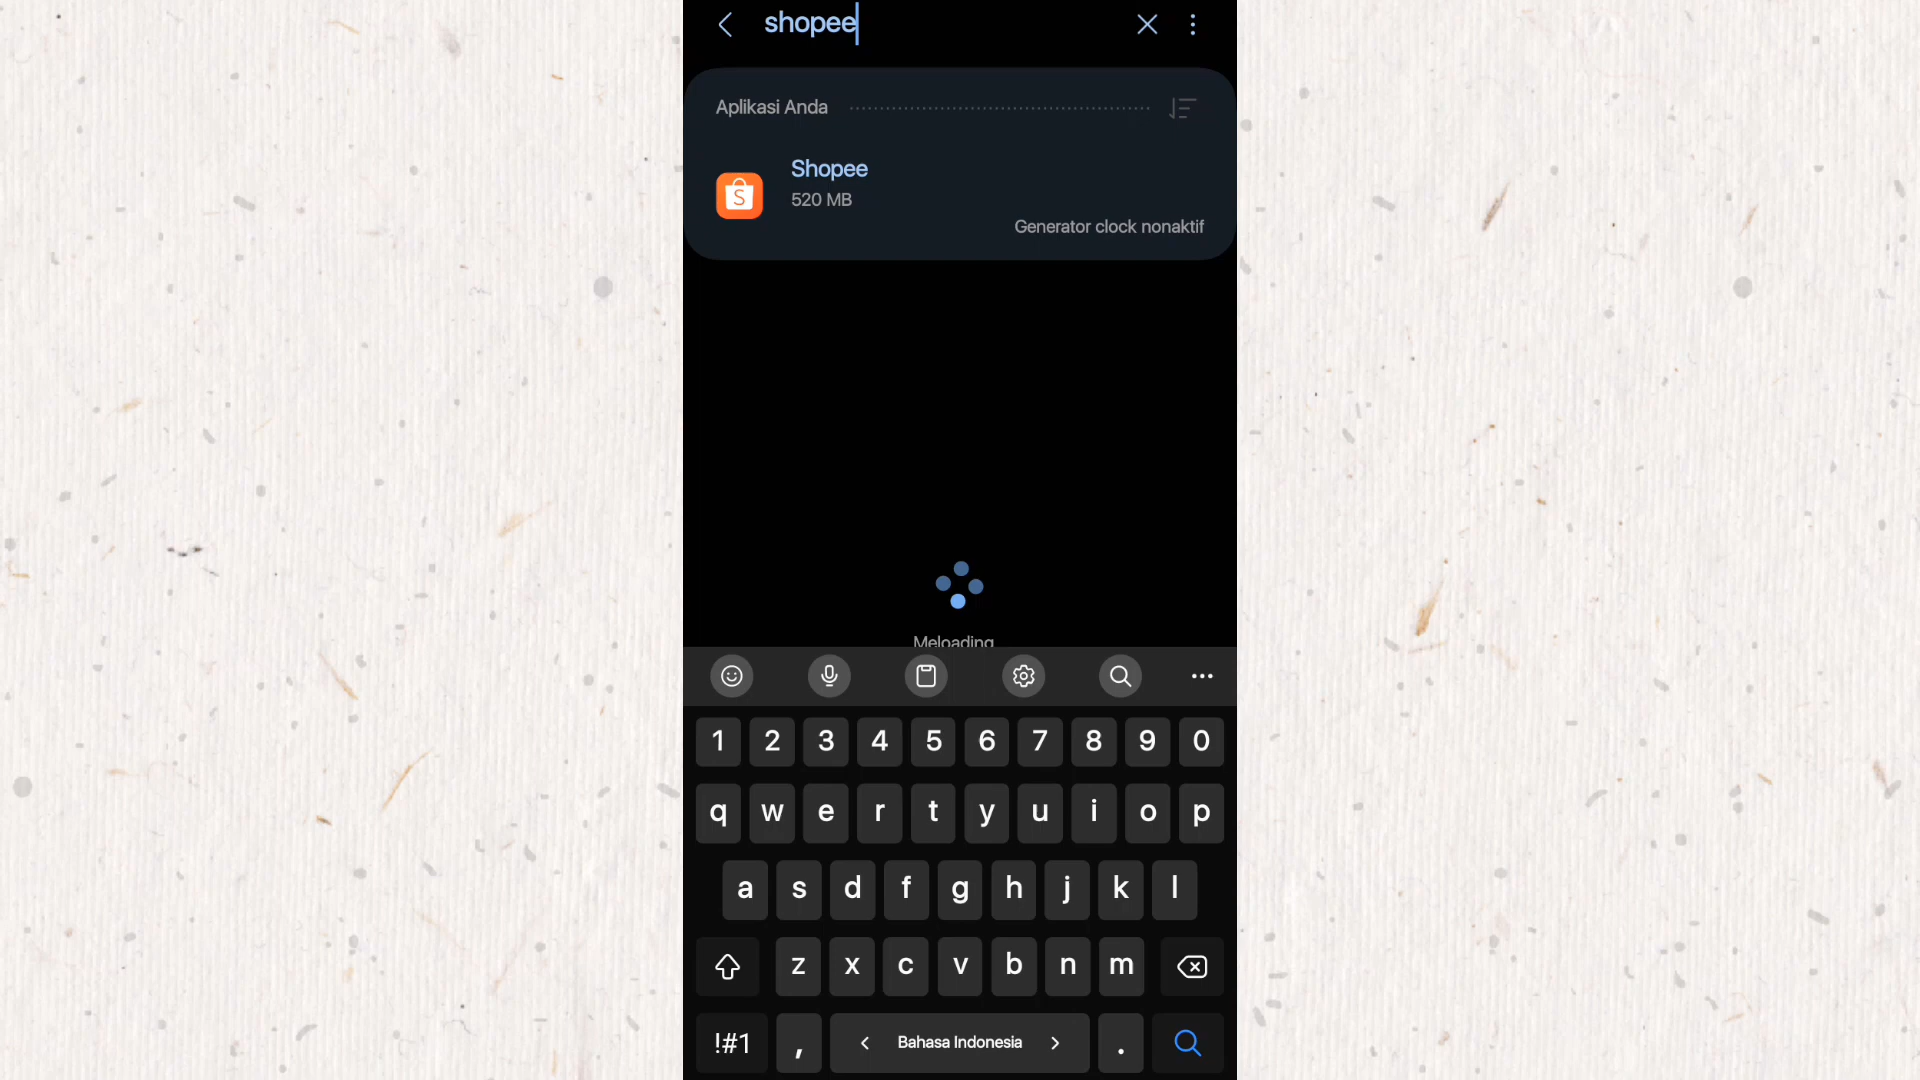 shopee
Aplikasi Anda
Shopee
520 MB
Generator clock nonaktif
Meloading
1 2 3 4 5 6 7 8 9 0
q w e r t y u i o p
a s d f g h j k l
z x c v b n m
!#1 , < Bahasa Indonesia > .